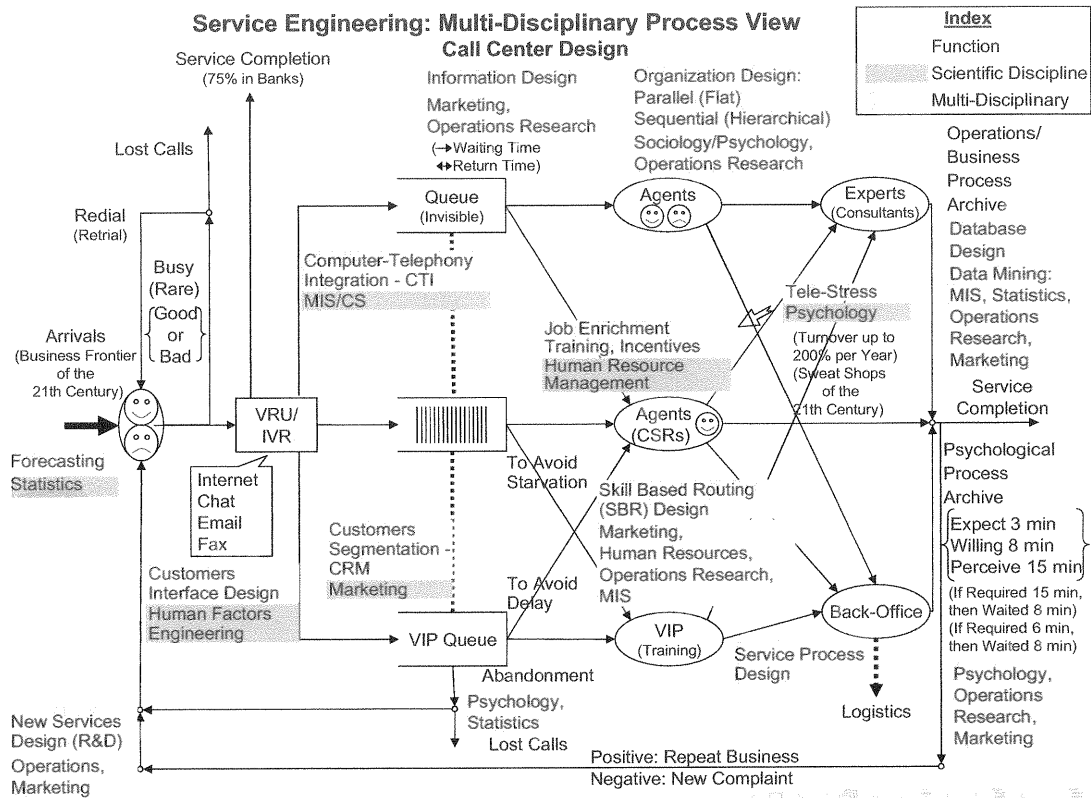 Service Engineering: Multi-Disciplinary Process View
Call Center Design
Index
Function
Scientific Discipline
Multi-Disciplinary
Service Completion
(75% in Banks)
Information Design
Marketing,
Operations Research
(→Waiting Time
↔Return Time)
Organization Design:
Parallel (Flat)
Sequential (Hierarchical)
Sociology/Psychology,
Operations Research
Lost Calls
Redial
(Retrial)
Busy
(Rare)
Good
or
Bad
Arrivals
(Business Frontier
of the
21th Century)
Forecasting
Statistics
VRU/
IVR
Internet
Chat
Email
Fax
Customers
Interface Design
Human Factors
Engineering
Queue
(Invisible)
Computer-Telephony
Integration - CTI
MIS/CS
Customers
Segmentation -
CRM
Marketing
VIP Queue
Abandonment
Psychology,
Statistics
Lost Calls
To Avoid
Starvation
To Avoid
Delay
Agents
Experts
(Consultants)
Job Enrichment
Training, Incentives
Human Resource
Management
Tele-Stress
Psychology
(Turnover up to
200% per Year)
(Sweat Shops
of the
21th Century)
Agents
(CSRs)
Skill Based Routing
(SBR) Design
Marketing,
Human Resources,
Operations Research,
MIS
VIP
(Training)
Service Process
Design
Back-Office
Logistics
Operations/
Business
Process
Archive
Database
Design
Data Mining:
MIS, Statistics,
Operations
Research,
Marketing
Service
Completion
Psychological
Process
Archive
Expect 3 min
Willing 8 min
Perceive 15 min
(If Required 15 min,
then Waited 8 min)
(If Required 6 min,
then Waited 8 min)
Psychology,
Operations
Research,
Marketing
New Services
Design (R&D)
Operations,
Marketing
Positive: Repeat Business
Negative: New Complaint